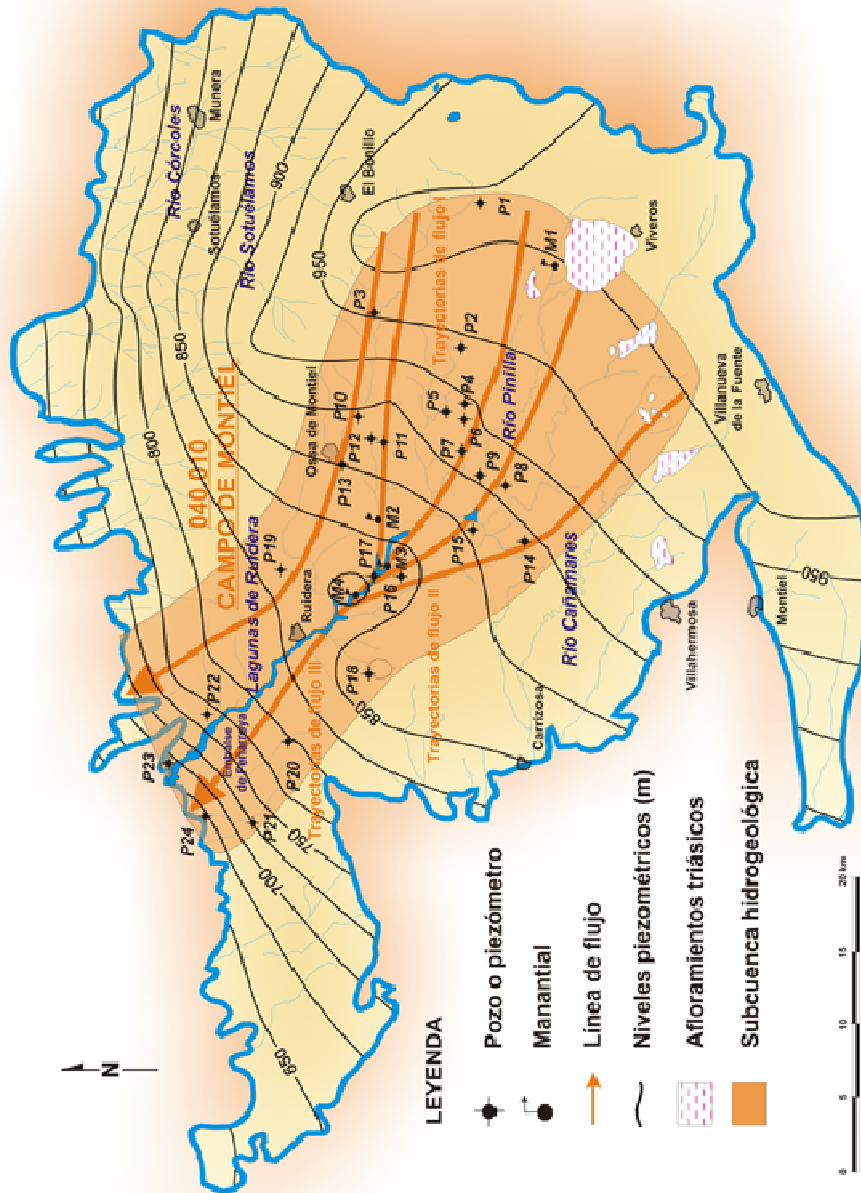 N
Río Córcoles
Munera
Sotuélamos
Río Sotuélamos
900
El Bonillo
950
850
800
040.010
CAMPO DE MONTIEL
Ossa de Montiel
P3
P10
P12
P13
P11
P19
Lagunas de Ruidera
Ruidera
Trayectorias de flujo I
P1
M1
Viveros
P2
P5
P4
P7
P6
Río Pinilla
P9
P8
M2
P17
M3
M4
P16
P15
P14
Villanueva
de la Fuente
Río Cañamares
Trayectorias de flujo II
P18
850
Trayectorias de flujo III
P22
P23
Embalse
de Peñarroya
P20
P24
P21
750
700
650
Carrizosa
Villahermosa
Montiel
950
LEYENDA
Pozo o piezómetro
Manantial
Línea de flujo
Niveles piezométricos (m)
Afloramientos triásicos
Subcuenca hidrogeológica
0 5 10 20 km